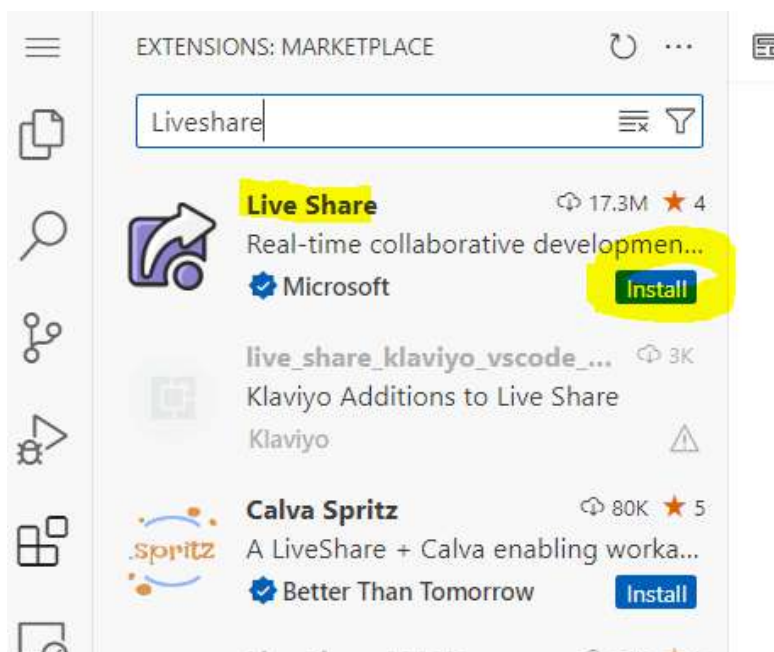 EXTENSIONS: MARKETPLACE
Liveshare
Live Share 17.3M 4
Real-time collaborative developmen...
Microsoft Install
live_share_klaviyo_vscode_... 3K
Klaviyo Additions to Live Share
Klaviyo
Calva Spritz 80K 5
spritz
A LiveShare + Calva enabling worka...
Better Than Tomorrow Install